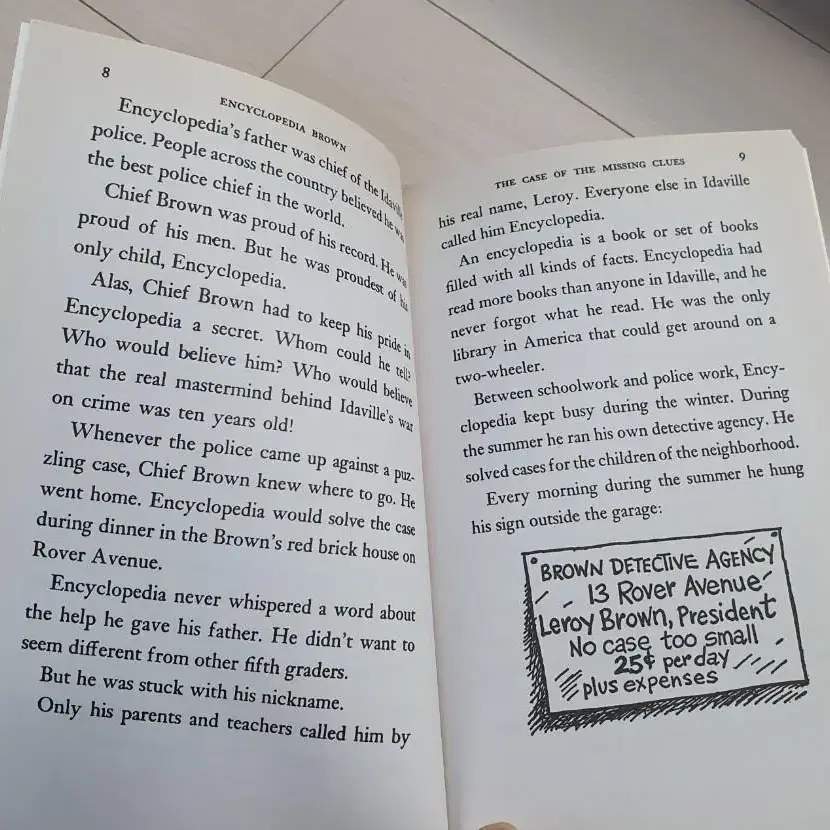 8
ENCYCLOPEDIA BROWN
Encyclopedia's father was chief of the Idaville
police. People across the country believed he was
the best police chief in the world.
Chief Brown was proud of his record. He was
proud of his men. But he was proudest of his
only child, Encyclopedia.
Alas, Chief Brown had to keep his pride in
Encyclopedia a secret. Whom could he tell?
Who would believe him? Who would believe
that the real mastermind behind Idaville's war
on crime was ten years old!
Whenever the police came up against a puz-
zling case, Chief Brown knew where to go. He
went home. Encyclopedia would solve the case
during dinner in the Brown's red brick house on
Rover Avenue.
Encyclopedia never whispered a word about
the help he gave his father. He didn't want to
seem different from other fifth graders.
But he was stuck with his nickname.
Only his parents and teachers called him by
THE CASE OF THE MISSING CLUES
9
his real name, Leroy. Everyone else in Idaville
called him Encyclopedia.
An encyclopedia is a book or set of books
filled with all kinds of facts. Encyclopedia had
read more books than anyone in Idaville, and he
never forgot what he read. He was the only
library in America that could get around on a
two-wheeler.
Between schoolwork and police work, Ency-
clopedia kept busy during the winter. During
the summer he ran his own detective agency. He
solved cases for the children of the neighborhood.
Every morning during the summer he hung
his sign outside the garage:
BROWN DETECTIVE AGENCY
13 Rover Avenue
Leroy Brown, President
No case too small
25¢ per day
plus expenses